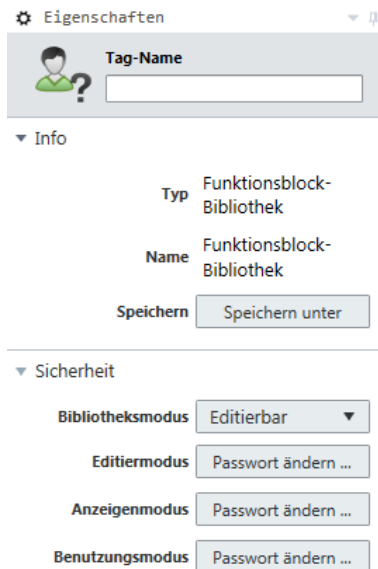 Eigenschaften
Tag-Name
Info
Typ Funktionsblock-
Bibliothek
Name Funktionsblock-
Bibliothek
Speichern Speichern unter
Sicherheit
Bibliotheksmodus Editierbar
Editiermodus Passwort ändern ...
Anzeigenmodus Passwort ändern ...
Benutzungsmodus Passwort ändern ...